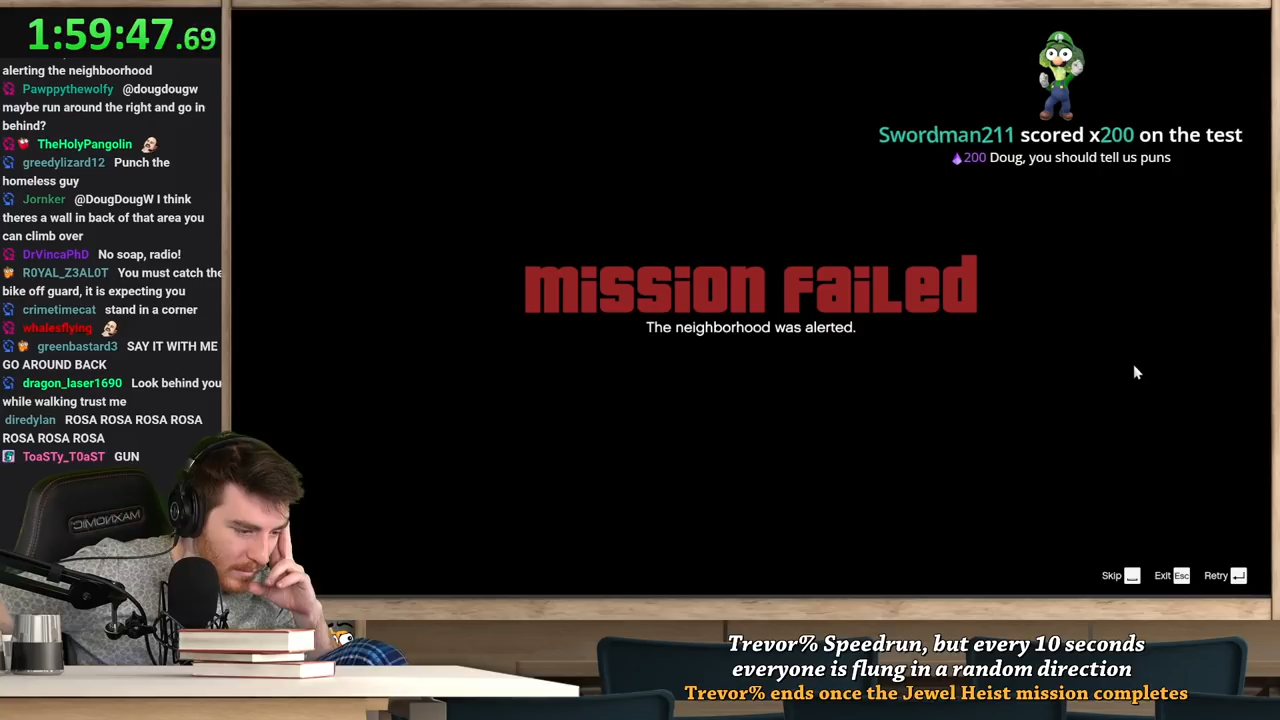 1:59:47.69
alerting the neighboorhood
Pawppythewolfy @dougdougw
maybe run around the right and go in
behind?
TheHolyPangolin
greedylizard12 Punch the
homeless guy
Jornker @DougDougW I think
theres a wall in back of that area you
can climb over
DrVincaPhD No soap, radio!
R0YAL_Z3AL0T You must catch the
bike off guard, it is expecting you
crimetimecat stand in a corner
whalesflying
greenbastard3 SAY IT WITH ME
GO AROUND BACK
dragon_laser1690 Look behind you
while walking trust me
diredylan ROSA ROSA ROSA ROSA
ROSA ROSA ROSA
ToaSTy_T0aST GUN
Swordman211 scored x200 on the test
200 Doug, you should tell us puns
mission failed
The neighborhood was alerted.
Skip Exit Esc Retry
MAXNOMIC
Trevor% Speedrun, but every 10 seconds
everyone is flung in a random direction
Trevor% ends once the Jewel Heist mission completes